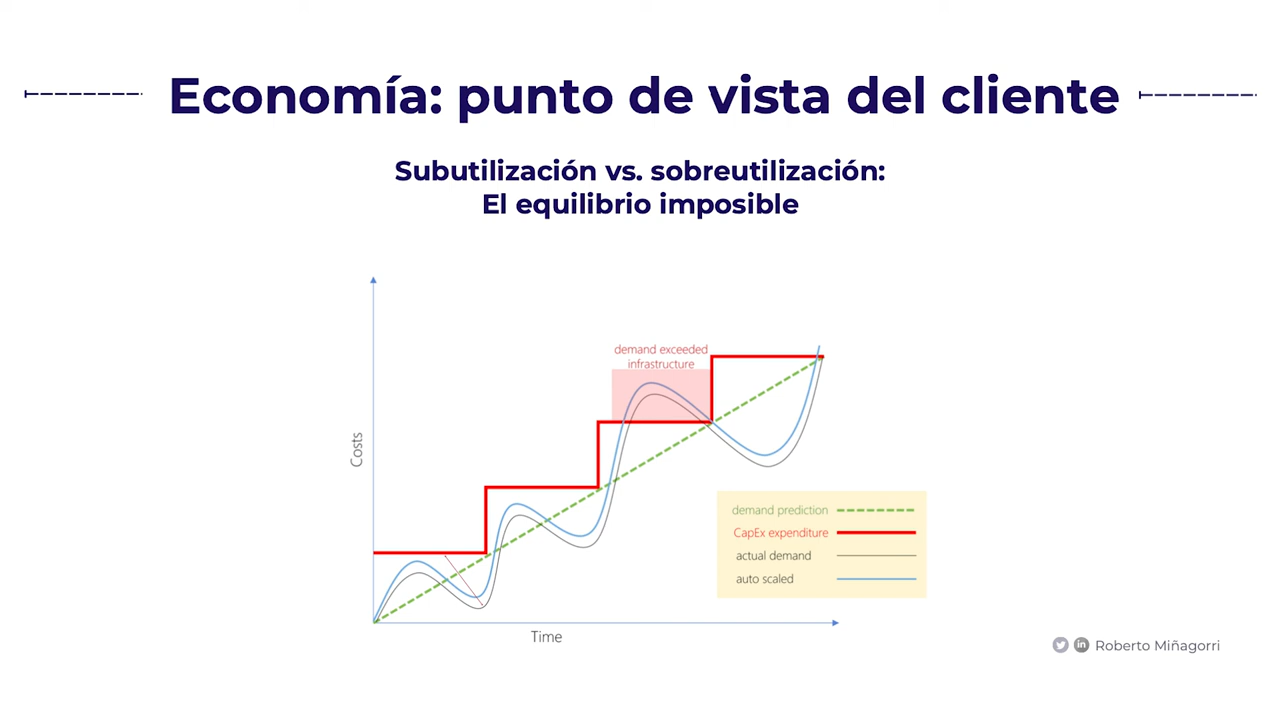 Economía: punto de vista del cliente
Subutilización vs. sobreutilización:
El equilibrio imposible
demand exceeded
infrastructure
Costs
demand prediction
CapEx expenditure
actual demand
auto scaled
Time
Roberto Miñagorri